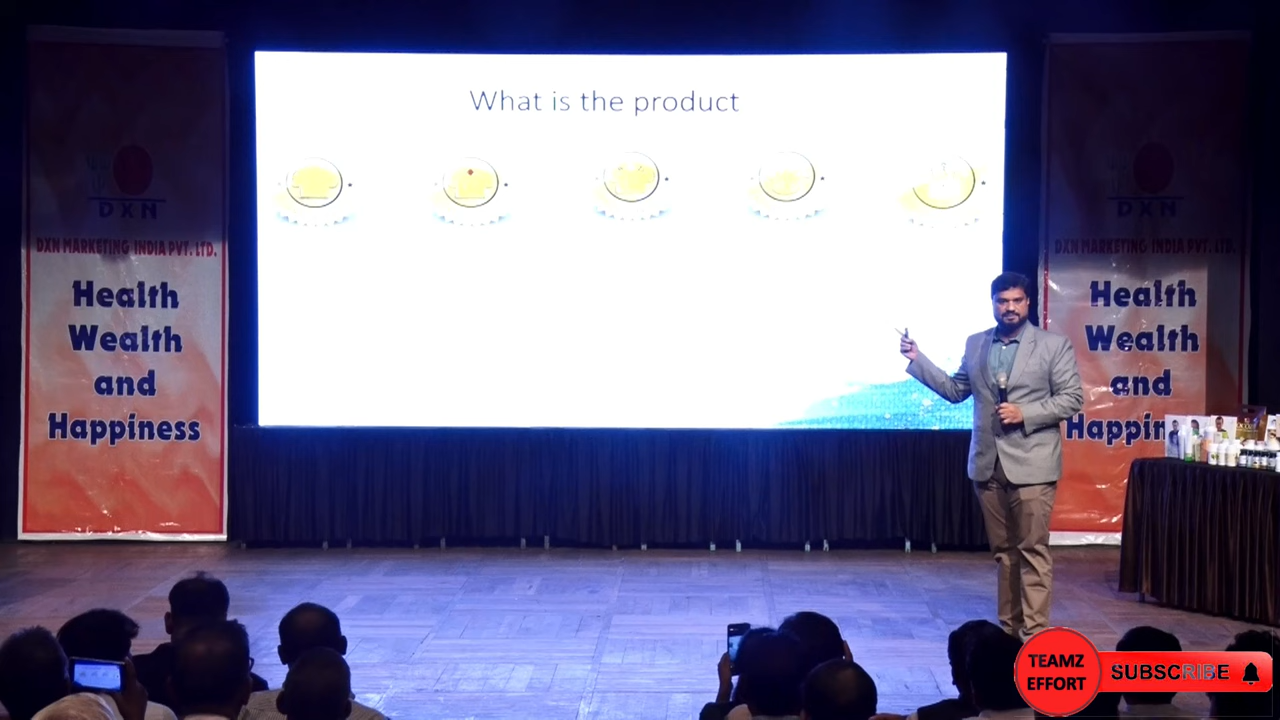 What is the product
DXN
DXN MARKETING INDIA PVT. LTD.
Health
Wealth
and
Happiness
DXN
DXN MARKETING INDIA PVT. LTD.
Health
Wealth
and
Happin
TEAMZ
EFFORT
SUBSCRIBE